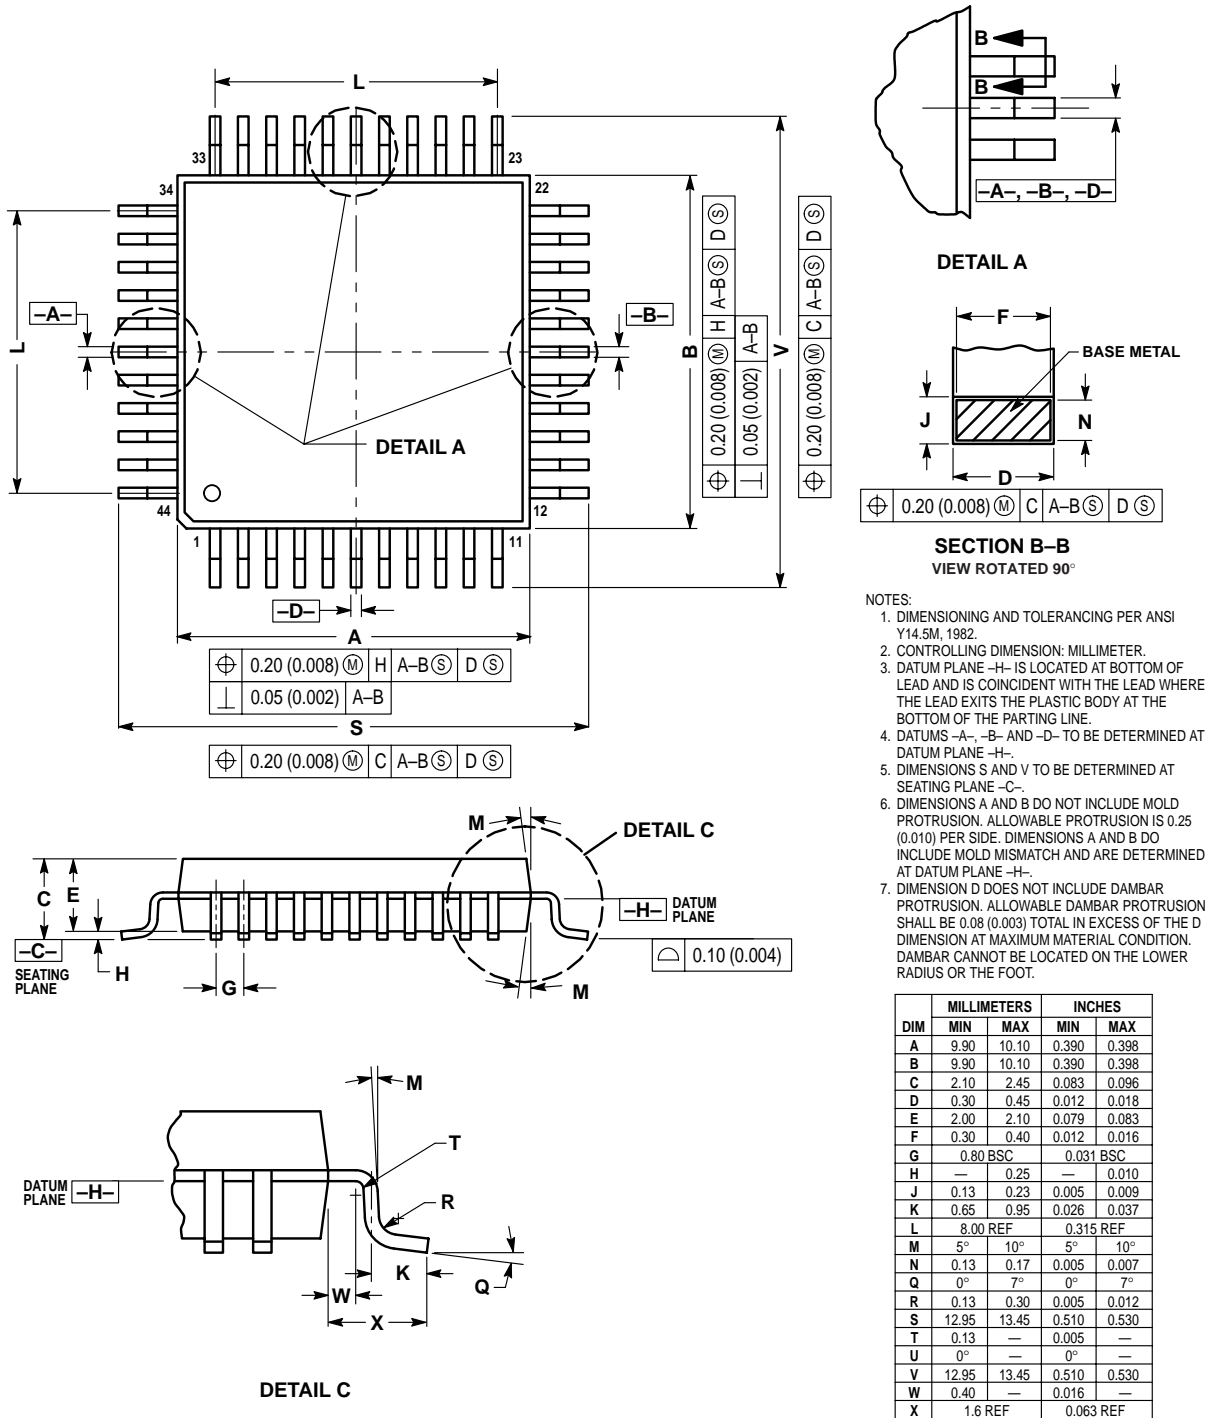 L
33
23
34
22
–A–
–B–
L
B
V
DETAIL A
44
12
1
11
–D–
A
0.20 (0.008) Ⓜ H A–B Ⓢ D Ⓢ
0.05 (0.002) A–B
S
0.20 (0.008) Ⓜ C A–B Ⓢ D Ⓢ
0.20 (0.008) Ⓜ H A–B Ⓢ D Ⓢ
0.05 (0.002) A–B
0.20 (0.008) Ⓜ C A–B Ⓢ D Ⓢ
B
B
–A–, –B–, –D–
DETAIL A
F
BASE METAL
J
N
D
0.20 (0.008) Ⓜ C A–B Ⓢ D Ⓢ
SECTION B–B
VIEW ROTATED 90°
M
DETAIL C
C
E
–H–
DATUM
PLANE
–C–
SEATING
PLANE
H
G
0.10 (0.004)
M
M
T
DATUM
PLANE
–H–
R
K
W
Q
X
DETAIL C
NOTES:
1. DIMENSIONING AND TOLERANCING PER ANSI
Y14.5M, 1982.
2. CONTROLLING DIMENSION: MILLIMETER.
3. DATUM PLANE –H– IS LOCATED AT BOTTOM OF
LEAD AND IS COINCIDENT WITH THE LEAD WHERE
THE LEAD EXITS THE PLASTIC BODY AT THE
BOTTOM OF THE PARTING LINE.
4. DATUMS –A–, –B– AND –D– TO BE DETERMINED AT
DATUM PLANE –H–.
5. DIMENSIONS S AND V TO BE DETERMINED AT
SEATING PLANE –C–.
6. DIMENSIONS A AND B DO NOT INCLUDE MOLD
PROTRUSION. ALLOWABLE PROTRUSION IS 0.25
(0.010) PER SIDE. DIMENSIONS A AND B DO
INCLUDE MOLD MISMATCH AND ARE DETERMINED
AT DATUM PLANE –H–.
7. DIMENSION D DOES NOT INCLUDE DAMBAR
PROTRUSION. ALLOWABLE DAMBAR PROTRUSION
SHALL BE 0.08 (0.003) TOTAL IN EXCESS OF THE D
DIMENSION AT MAXIMUM MATERIAL CONDITION.
DAMBAR CANNOT BE LOCATED ON THE LOWER
RADIUS OR THE FOOT.
MILLIMETERS INCHES
DIM MIN MAX MIN MAX
A 9.90 10.10 0.390 0.398
B 9.90 10.10 0.390 0.398
C 2.10 2.45 0.083 0.096
D 0.30 0.45 0.012 0.018
E 2.00 2.10 0.079 0.083
F 0.30 0.40 0.012 0.016
G 0.80 BSC 0.031 BSC
H — 0.25 — 0.010
J 0.13 0.23 0.005 0.009
K 0.65 0.95 0.026 0.037
L 8.00 REF 0.315 REF
M 5° 10° 5° 10°
N 0.13 0.17 0.005 0.007
Q 0° 7° 0° 7°
R 0.13 0.30 0.005 0.012
S 12.95 13.45 0.510 0.530
T 0.13 — 0.005 —
U 0° — 0° —
V 12.95 13.45 0.510 0.530
W 0.40 — 0.016 —
X 1.6 REF 0.063 REF